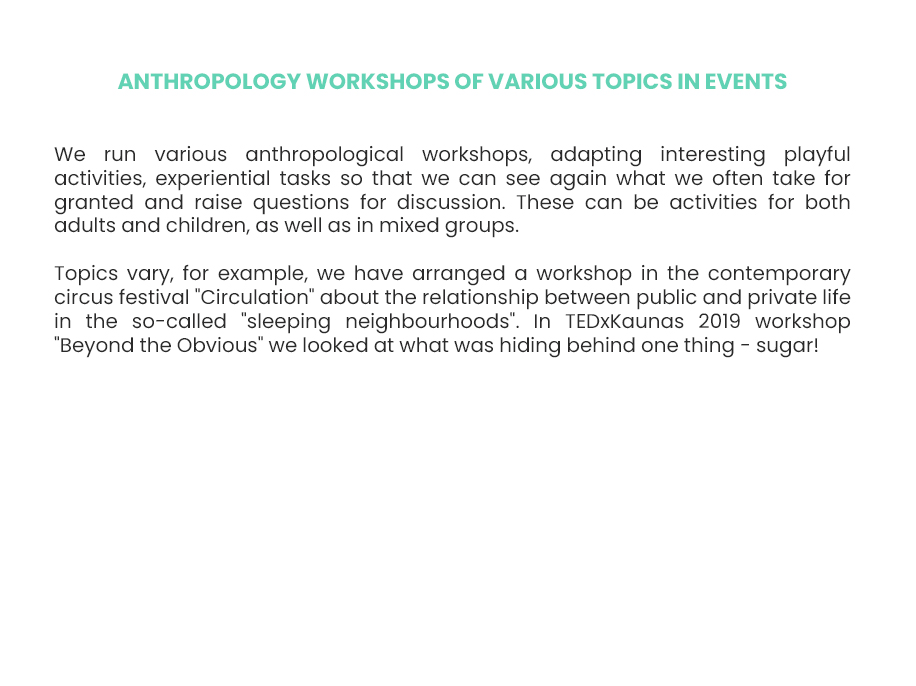 ANTHROPOLOGY WORKSHOPS OF VARIOUS TOPICS IN EVENTS
We run various anthropological workshops, adapting interesting playful
activities, experiential tasks so that we can see again what we often take for
granted and raise questions for discussion. These can be activities for both
adults and children, as well as in mixed groups.
Topics vary, for example, we have arranged a workshop in the contemporary
circus festival "Circulation" about the relationship between public and private life
in the so-called "sleeping neighbourhoods". In TEDxKaunas 2019 workshop
"Beyond the Obvious" we looked at what was hiding behind one thing - sugar!